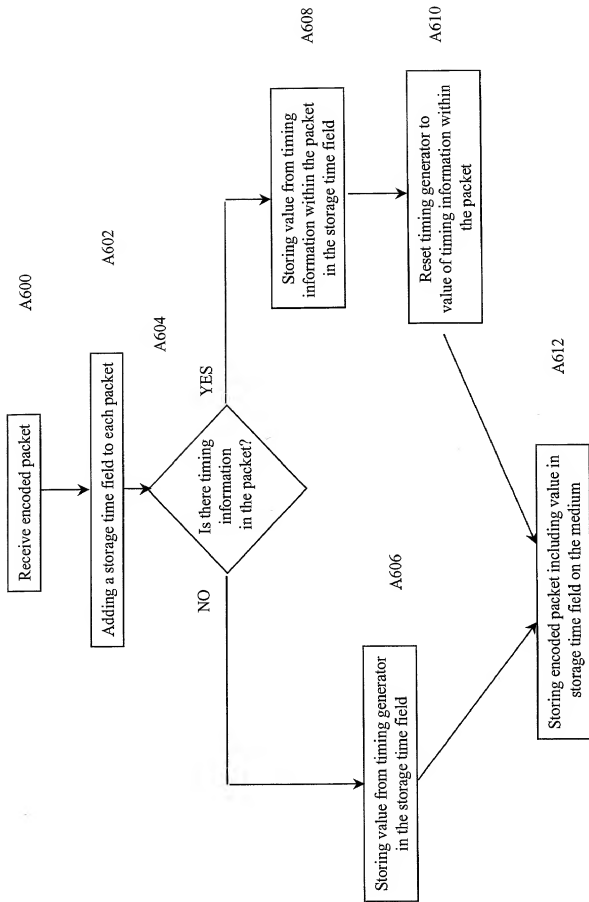 A600
Receive encoded packet
A602
Adding a storage time field to each packet
A604
Is there timing
information
in the packet?
NO
YES
A606
Storing value from timing generator
in the storage time field
A608
Storing value from timing
information within the packet
in the storage time field
A610
Reset timing generator to
value of timing information within
the packet
A612
Storing encoded packet including value in
storage time field on the medium